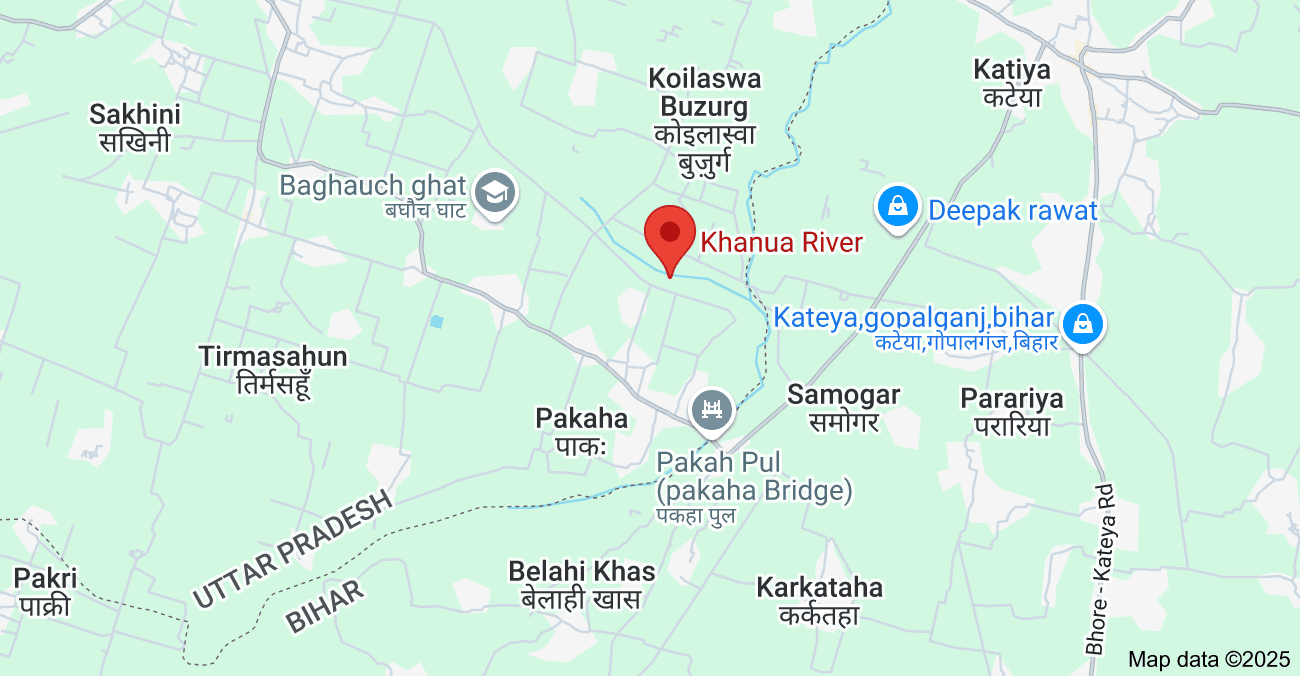 Koilaswa
Buzurg
कोइलास्वा
बुज़ुर्ग
Katiya
कटेया
Sakhini
सखिनी
Baghauch ghat
बघौच घाट
Deepak rawat
Khanua River
Kateya,gopalganj,bihar
कटेया,गोपालगंज,बिहार
Tirmasahun
तिर्मसहूँ
Samogar
समोगर
Parariya
परारिया
Pakaha
पाकः
Pakah Pul
(pakaha Bridge)
पकहा पुल
UTTAR PRADESH
BIHAR
Pakri
पाक्री
Belahi Khas
बेलाही खास
Karkataha
कर्कतहा
Bhore - Kateya Rd
Map data ©2025